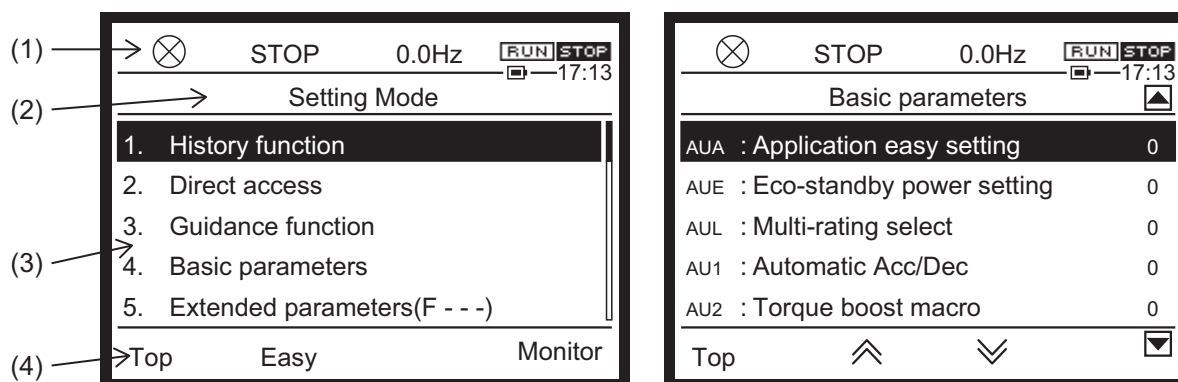 (1)
STOP 0.0Hz RUN STOP
17:13
(2)
Setting Mode
1. History function
2. Direct access
3. Guidance function
(3)
4. Basic parameters
5. Extended parameters(F - - -)
(4)
Top Easy Monitor
STOP 0.0Hz RUN STOP
17:13
Basic parameters
AUA : Application easy setting 0
AUE : Eco-standby power setting 0
AUL : Multi-rating select 0
AU1 : Automatic Acc/Dec 0
AU2 : Torque boost macro 0
Top